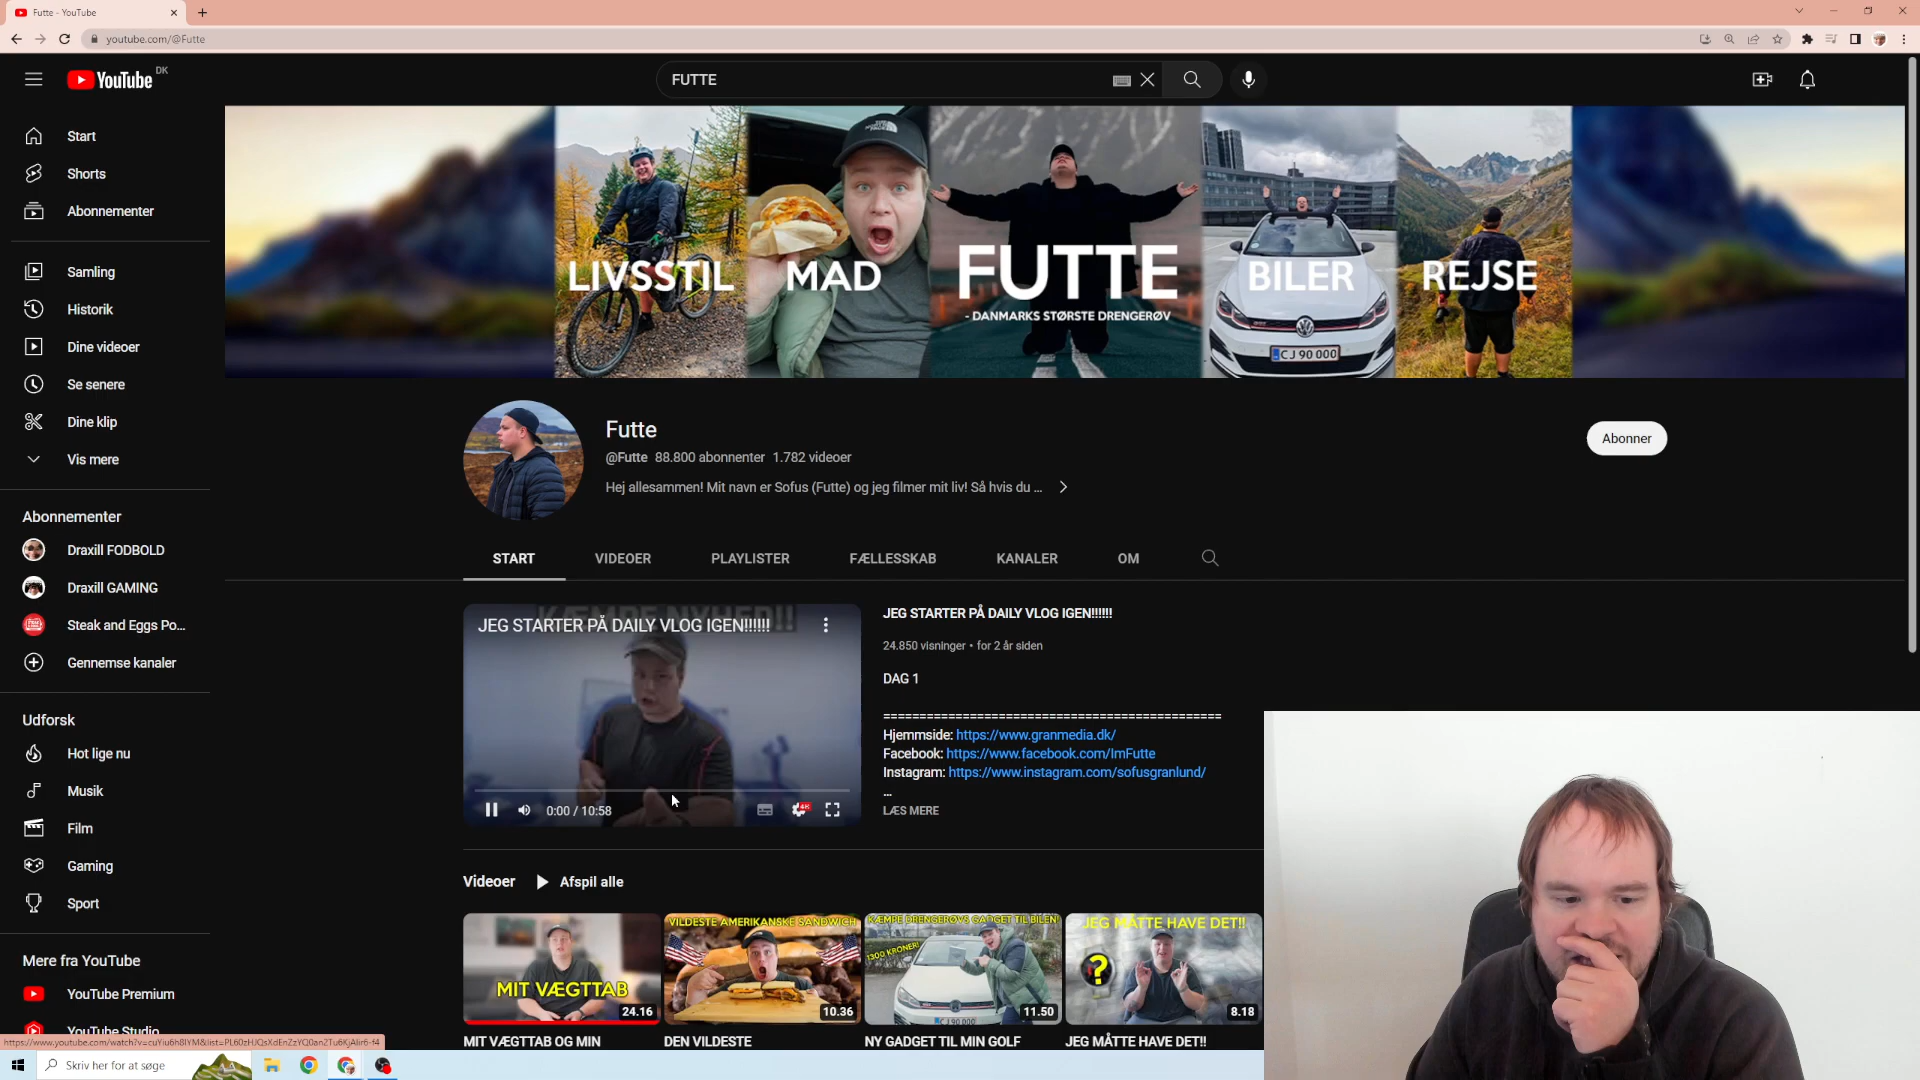 Futte - YouTube
youtube.com/@Futte
YouTube DK
FUTTE
Start
Shorts
Abonnementer
Samling
Historik
Dine videoer
Se senere
Dine klip
Vis mere
Abonnementer
Draxill FODBOLD
Draxill GAMING
Steak and Eggs Po...
Gennemse kanaler
Udforsk
Hot lige nu
Musik
Film
Gaming
Sport
Mere fra YouTube
YouTube Premium
YouTube Studio
LIVSSTIL
MAD
FUTTE
- DANMARKS STØRSTE DRENGERØV
BILER
CJ 90 000
REJSE
Futte
@Futte 88.800 abonnenter 1.782 videoer
Hej allesammen! Mit navn er Sofus (Futte) og jeg filmer mit liv! Så hvis du ...
Abonner
START
VIDEOER
PLAYLISTER
FÆLLESSKAB
KANALER
OM
KÆMPE NYHED!!
JEG STARTER PÅ DAILY VLOG IGEN!!!!!!
0:00 / 10:58
4K
JEG STARTER PÅ DAILY VLOG IGEN!!!!!!
24.850 visninger • for 2 år siden
DAG 1
===============================================
Hjemmside: https://www.granmedia.dk/
Facebook: https://www.facebook.com/ImFutte
Instagram: https://www.instagram.com/sofusgranlund/
...
LÆS MERE
Videoer
Afspil alle
MIT VÆGTTAB
24.16
MIT VÆGTTAB OG MIN
VILDESTE AMERIKANSKE SANDWICH
10.36
DEN VILDESTE
KÆMPE DRENGERØVS GADGET TIL BILEN!
1300 KRONER!
CJ 90 000
11.50
NY GADGET TIL MIN GOLF
JEG MÅTTE HAVE DET!!
?
8.18
JEG MÅTTE HAVE DET!!
Skriv her for at søge